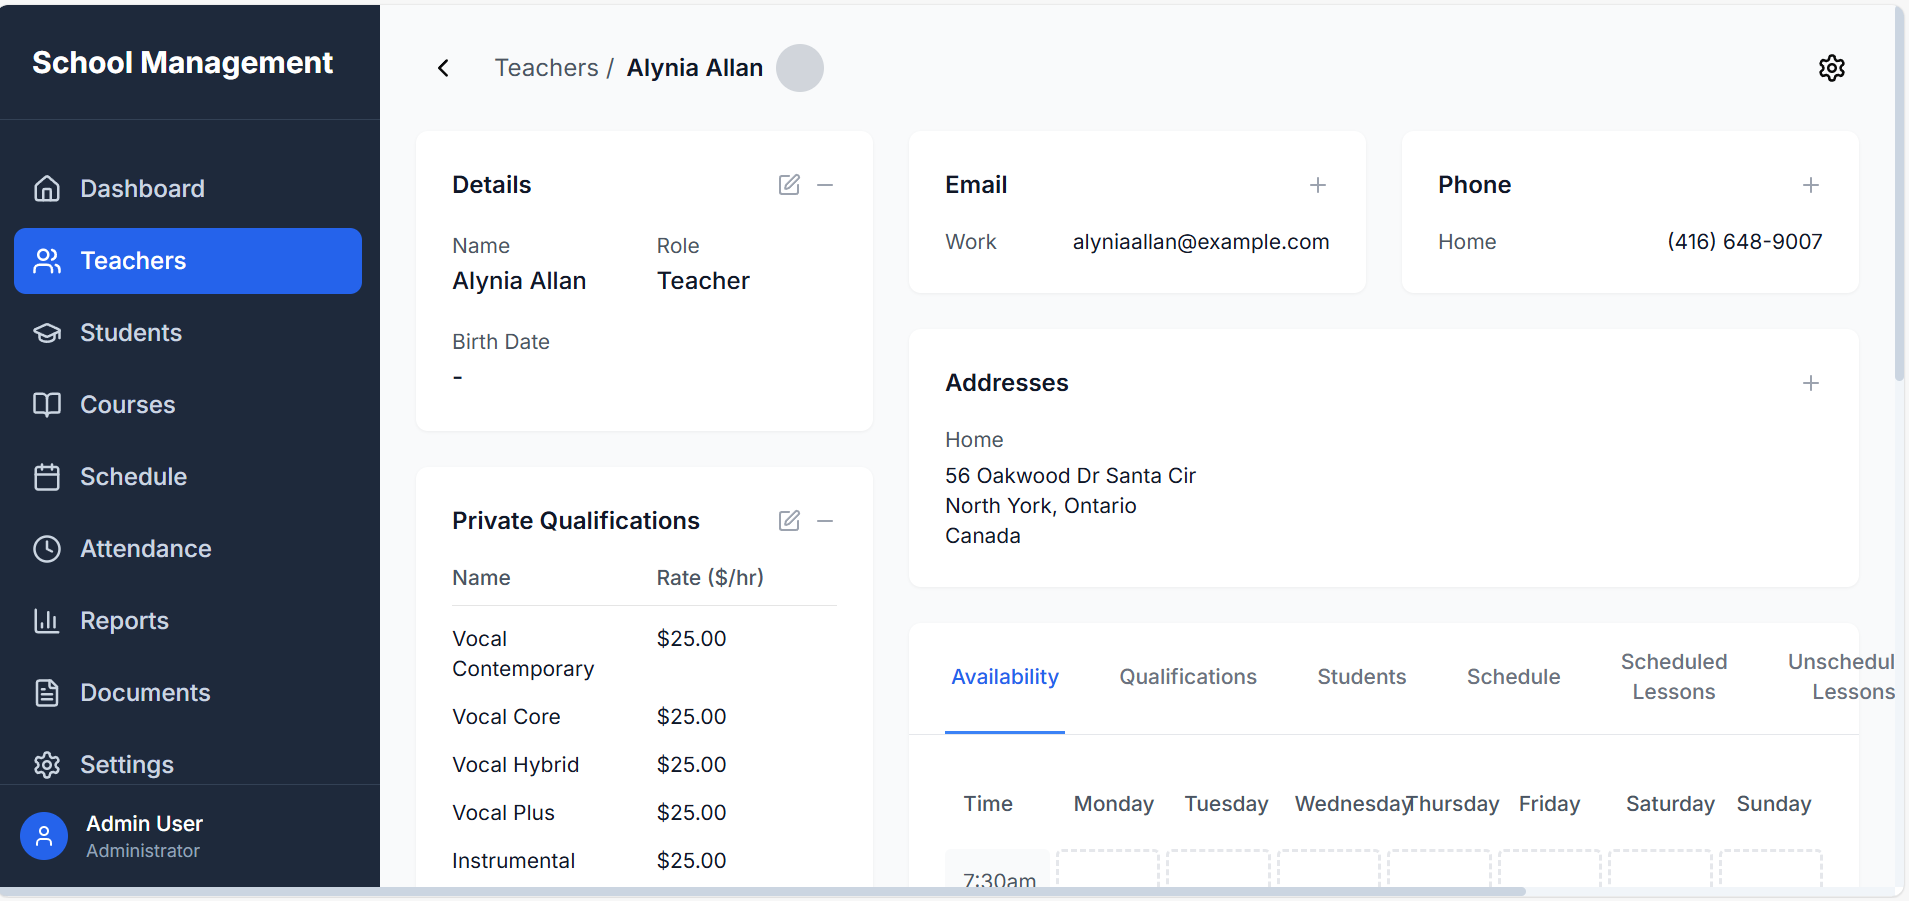 School Management
Dashboard
Teachers
Students
Courses
Schedule
Attendance
Reports
Documents
Settings
Admin User
Administrator
Teachers / Alynia Allan
Details
Name
Role
Alynia Allan
Teacher
Birth Date
-
Private Qualifications
Name Rate ($/hr)
Vocal Contemporary $25.00
Vocal Core $25.00
Vocal Hybrid $25.00
Vocal Plus $25.00
Instrumental $25.00
Email
Work alyniaallan@example.com
Phone
Home (416) 648-9007
Addresses
Home
56 Oakwood Dr Santa Cir
North York, Ontario
Canada
Availability Qualifications Students Schedule Scheduled Lessons Unschedul Lessons
Time Monday Tuesday Wednesday Thursday Friday Saturday Sunday
7:30am